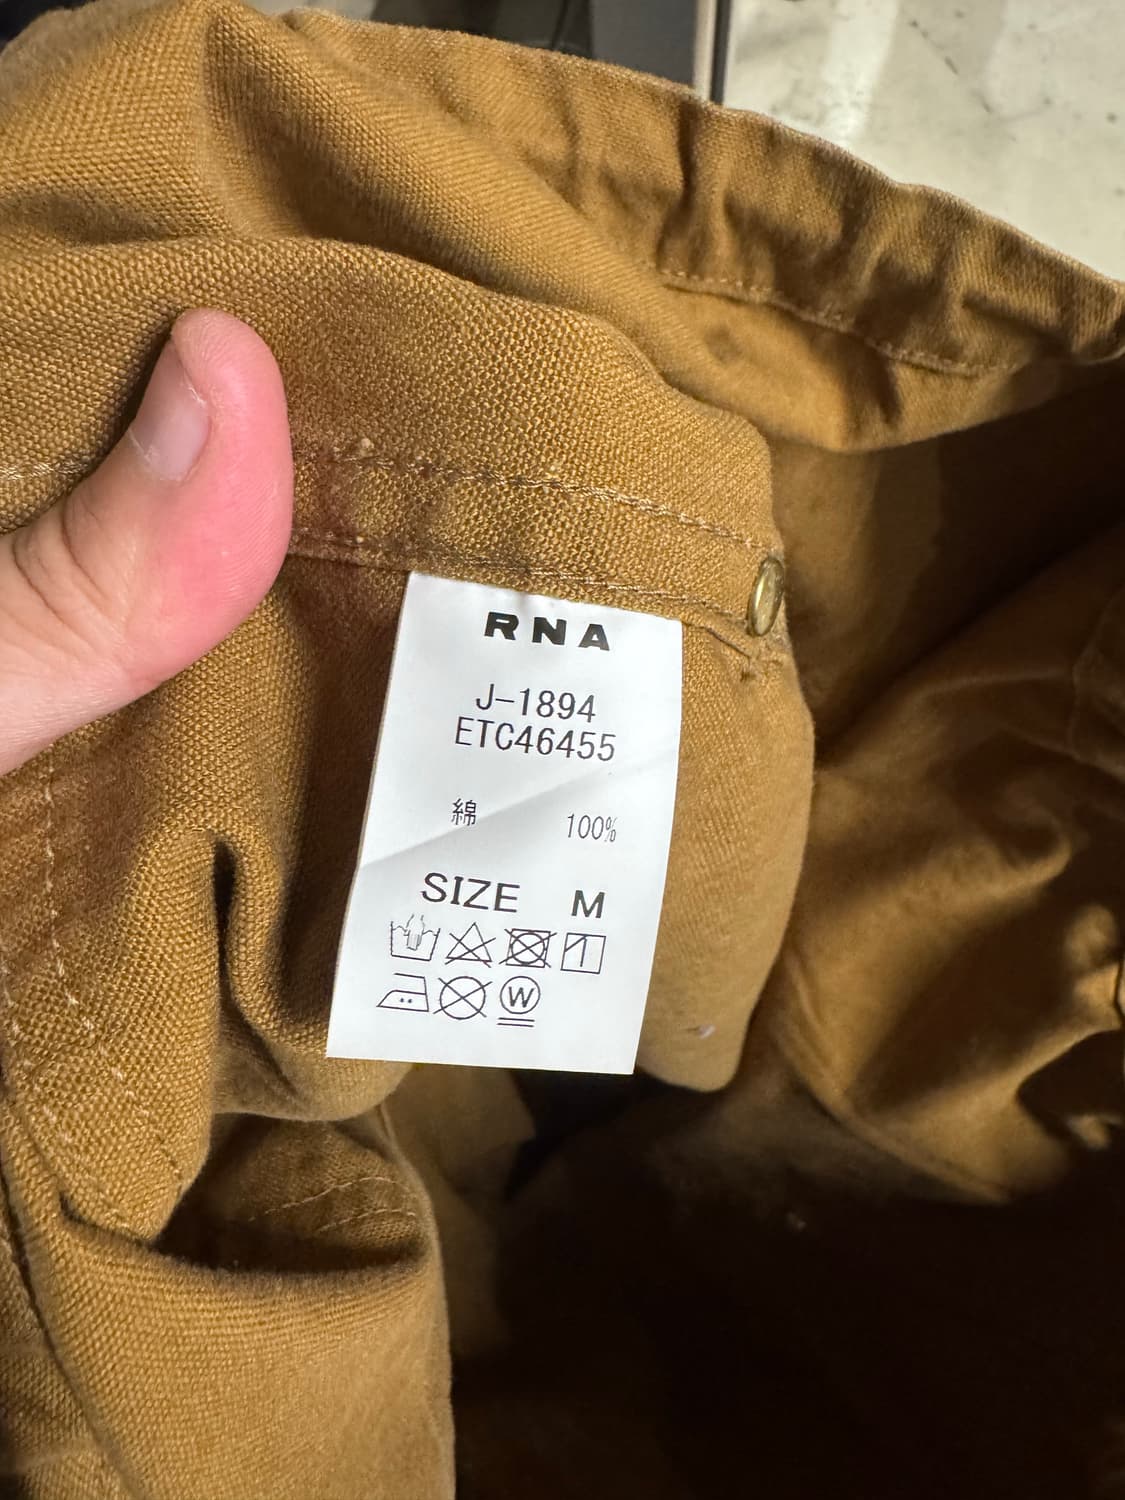 RNA
J-1894
ETC46455
綿 100%
SIZE M
W